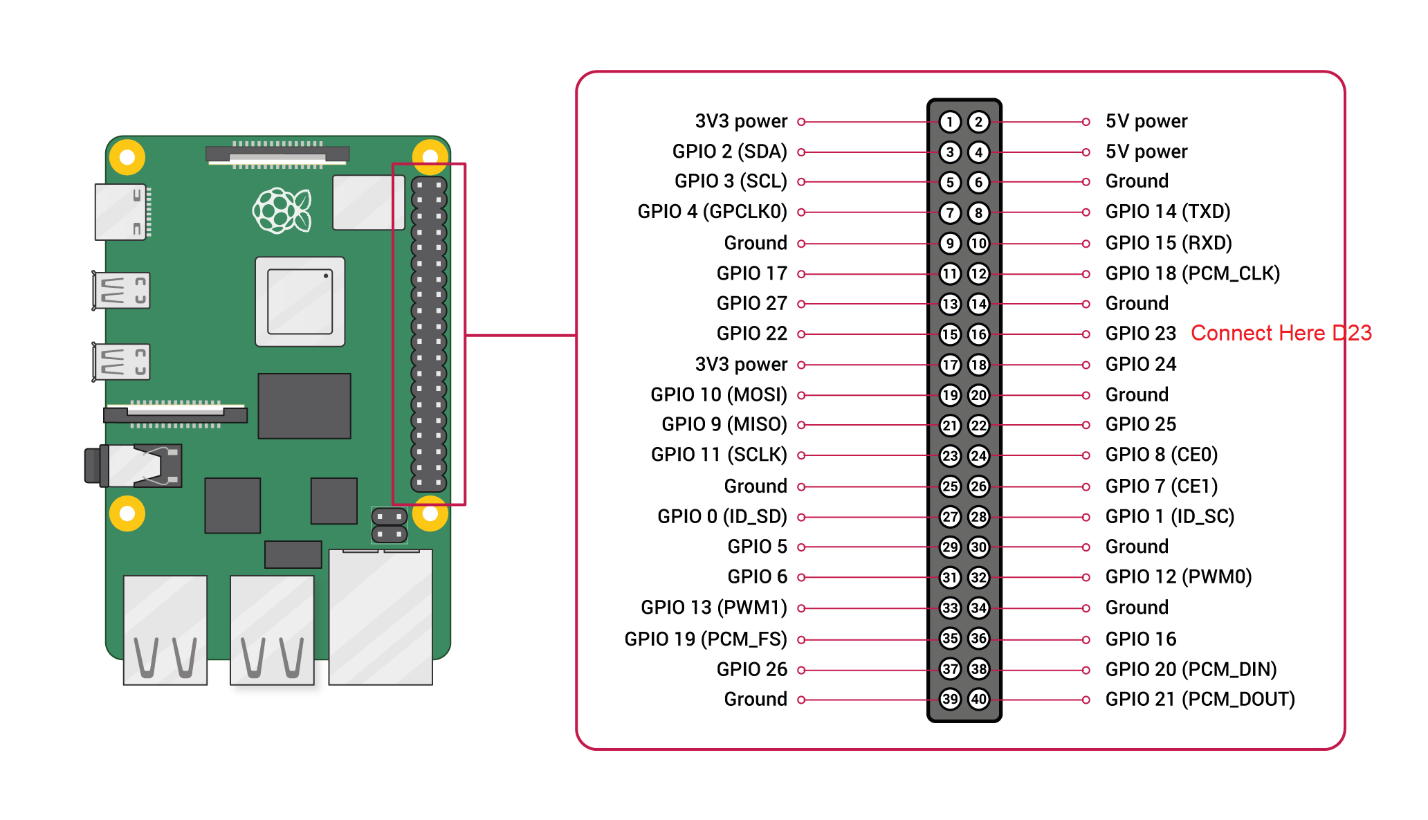 3V3 power 1 2 5V power
GPIO 2 (SDA) 3 4 5V power
GPIO 3 (SCL) 5 6 Ground
GPIO 4 (GPCLK0) 7 8 GPIO 14 (TXD)
Ground 9 10 GPIO 15 (RXD)
GPIO 17 11 12 GPIO 18 (PCM_CLK)
GPIO 27 13 14 Ground
GPIO 22 15 16 GPIO 23 Connect Here D23
3V3 power 17 18 GPIO 24
GPIO 10 (MOSI) 19 20 Ground
GPIO 9 (MISO) 21 22 GPIO 25
GPIO 11 (SCLK) 23 24 GPIO 8 (CE0)
Ground 25 26 GPIO 7 (CE1)
GPIO 0 (ID_SD) 27 28 GPIO 1 (ID_SC)
GPIO 5 29 30 Ground
GPIO 6 31 32 GPIO 12 (PWM0)
GPIO 13 (PWM1) 33 34 Ground
GPIO 19 (PCM_FS) 35 36 GPIO 16
GPIO 26 37 38 GPIO 20 (PCM_DIN)
Ground 39 40 GPIO 21 (PCM_DOUT)